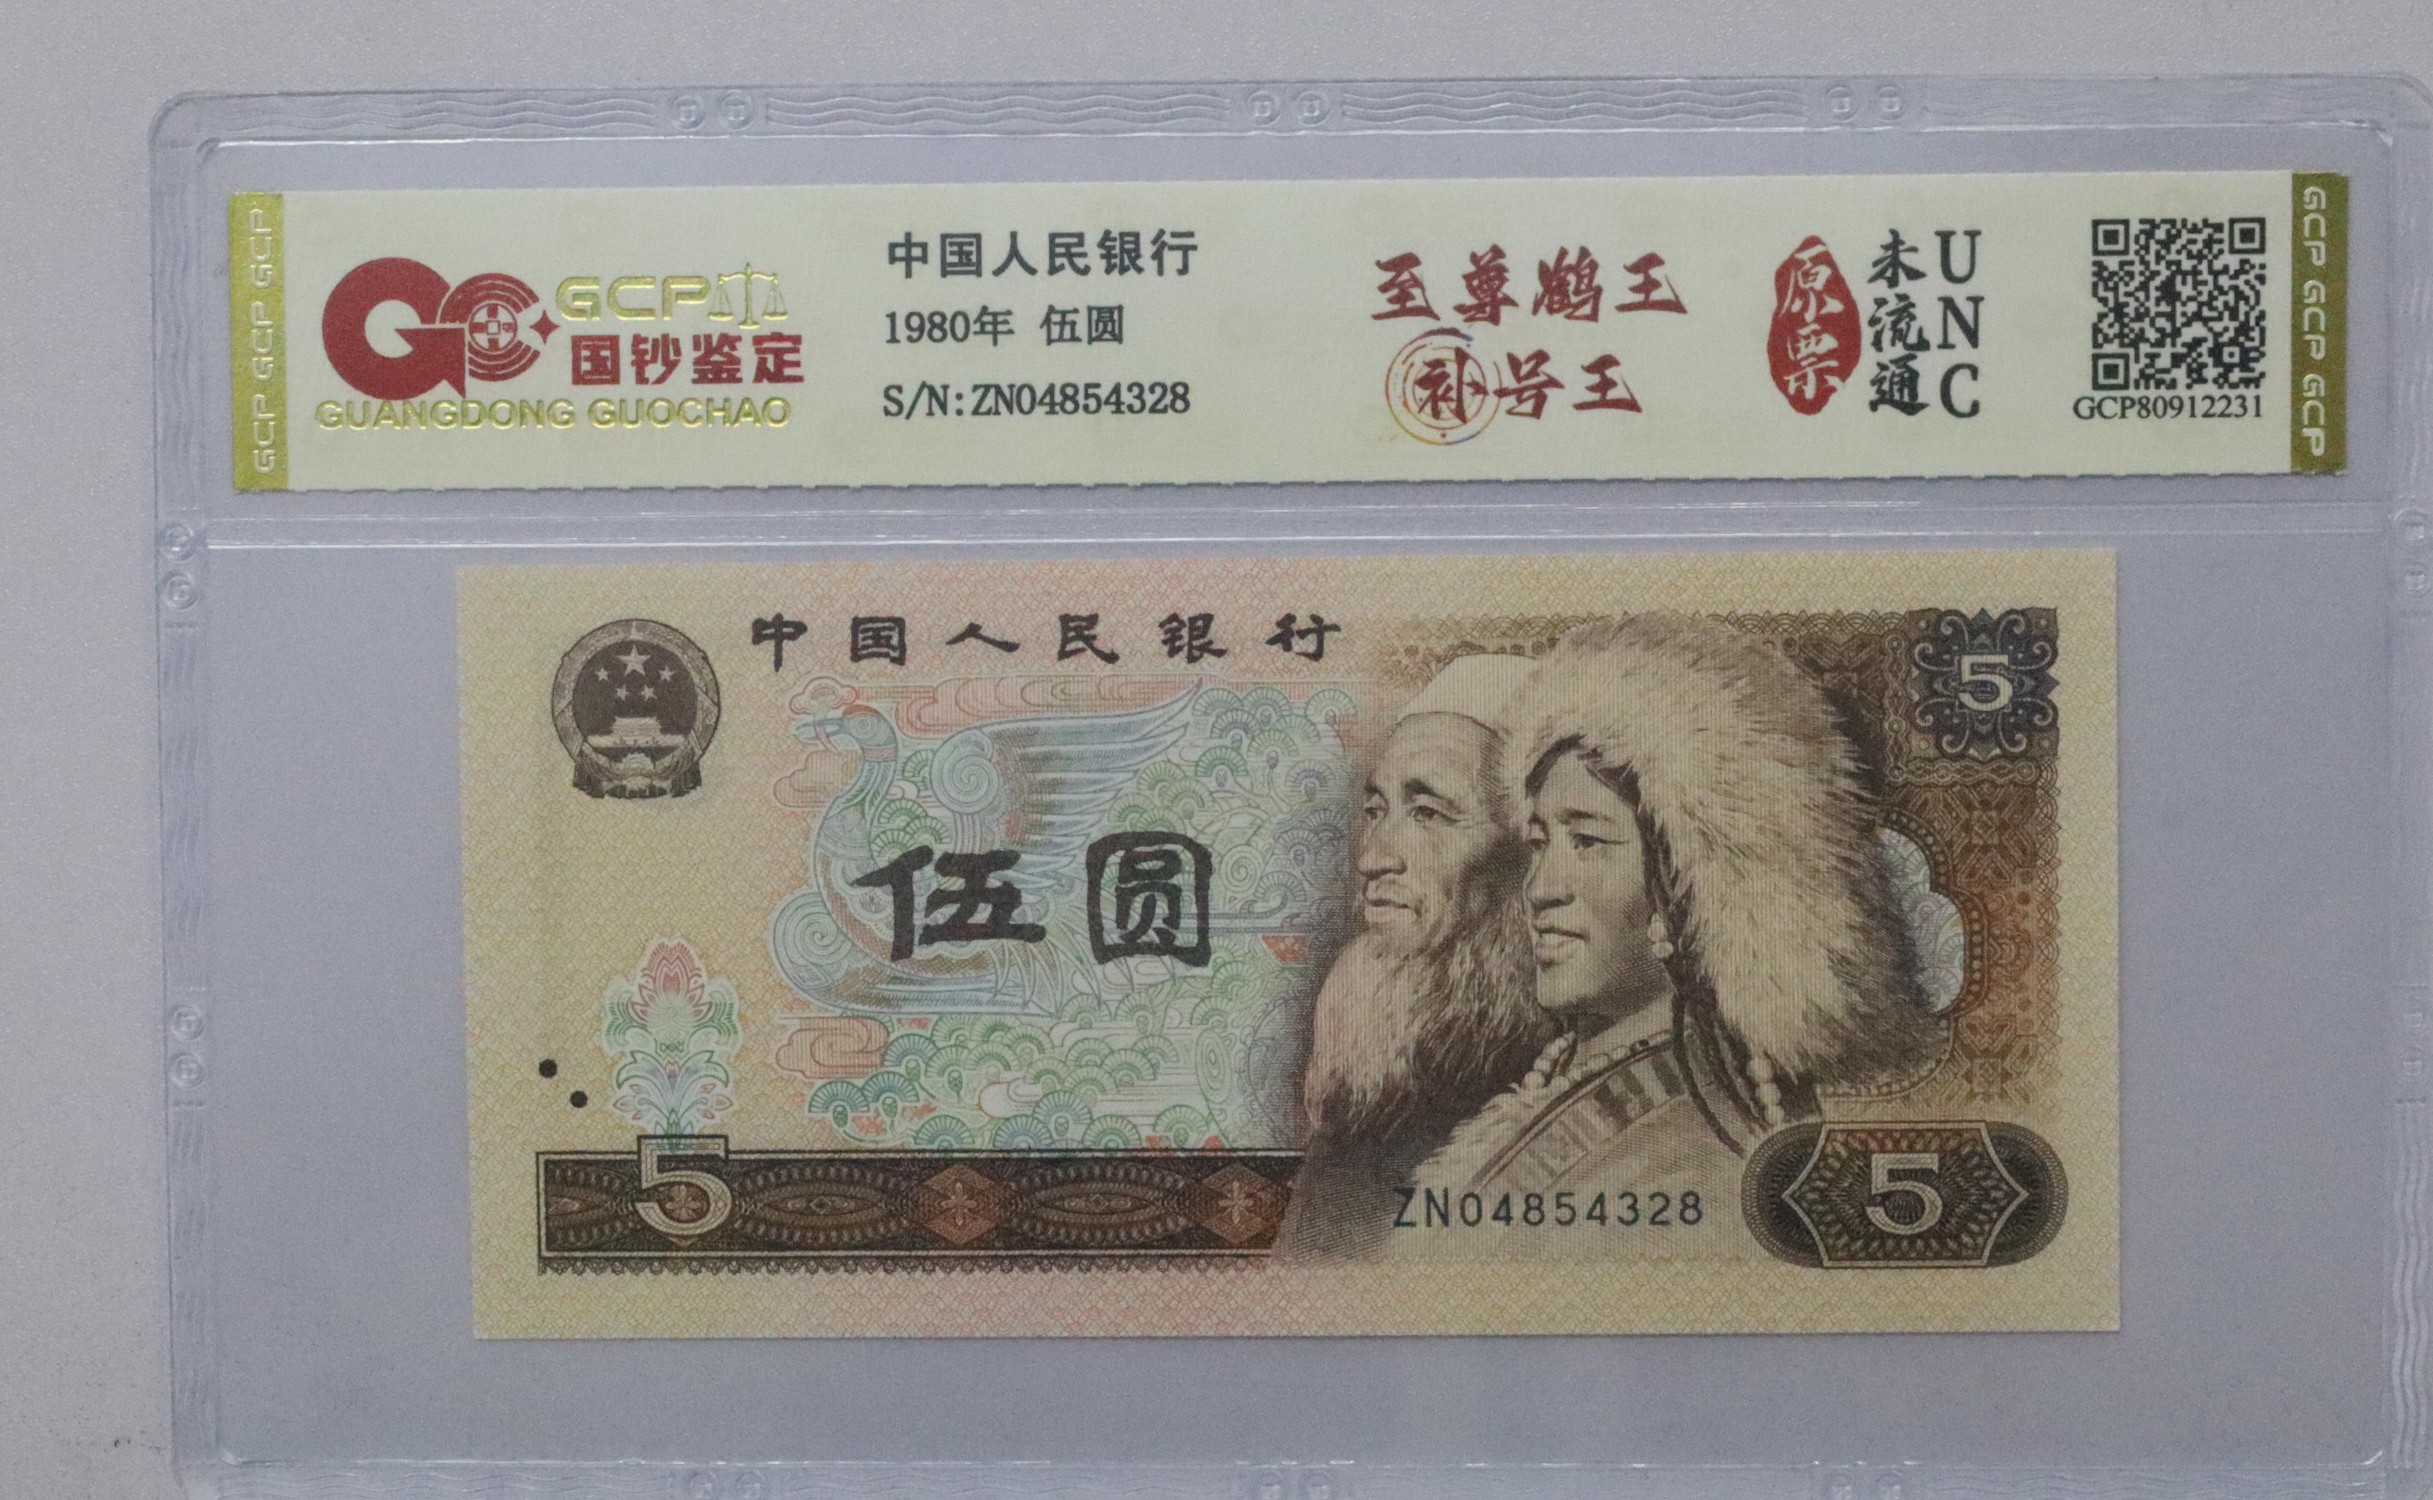 GCP GCP GCP
GCP
国钞鉴定
GUANGDONG GUOCHAO
中国人民银行
1980年 伍圆
S/N:ZN04854328
至尊鹤王
补号王
原票
未流通
UNC
GCP80912231
GCP GCP GCP
中国人民银行
5
伍圆
5
ZN04854328
5